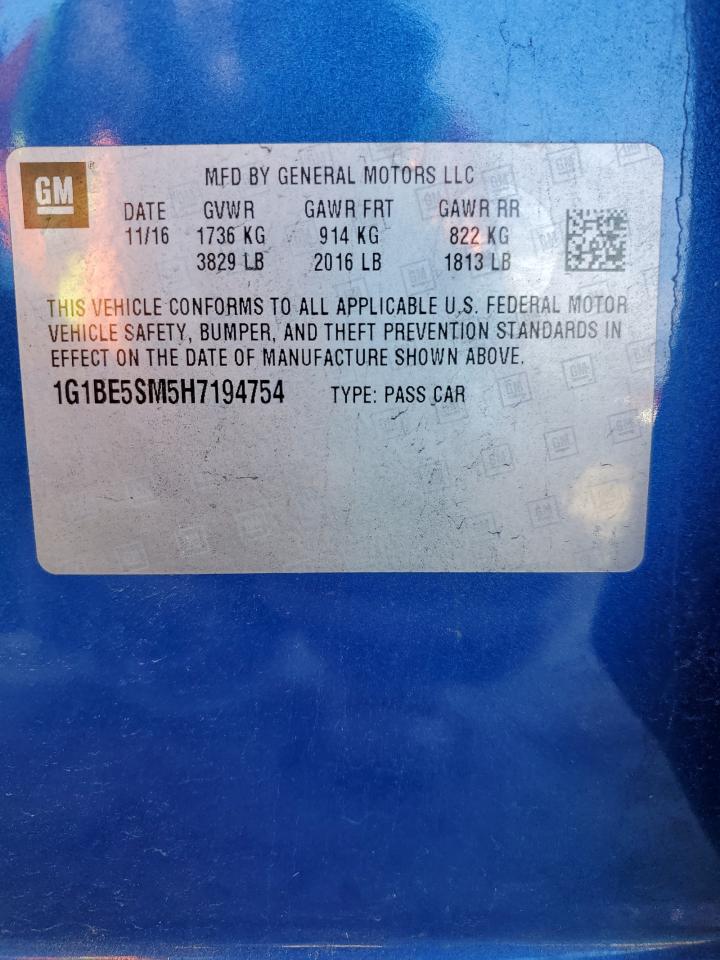 GM
MFD BY GENERAL MOTORS LLC
DATE GVWR GAWR FRT GAWR RR
11/16 1736 KG 914 KG 822 KG
3829 LB 2016 LB 1813 LB
THIS VEHICLE CONFORMS TO ALL APPLICABLE U.S. FEDERAL MOTOR
VEHICLE SAFETY, BUMPER, AND THEFT PREVENTION STANDARDS IN
EFFECT ON THE DATE OF MANUFACTURE SHOWN ABOVE.
1G1BE5SM5H7194754 TYPE: PASS CAR